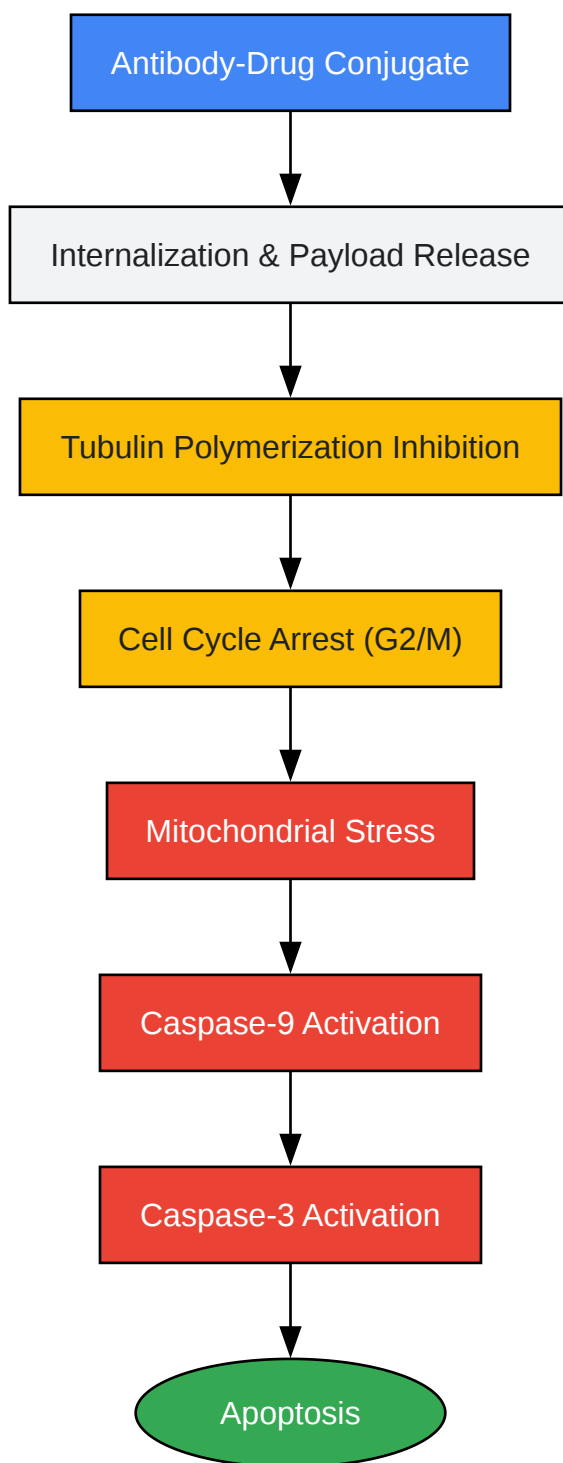 Antibody-Drug Conjugate
Internalization & Payload Release
Tubulin Polymerization Inhibition
Cell Cycle Arrest (G2/M)
Mitochondrial Stress
Caspase-9 Activation
Caspase-3 Activation
Apoptosis